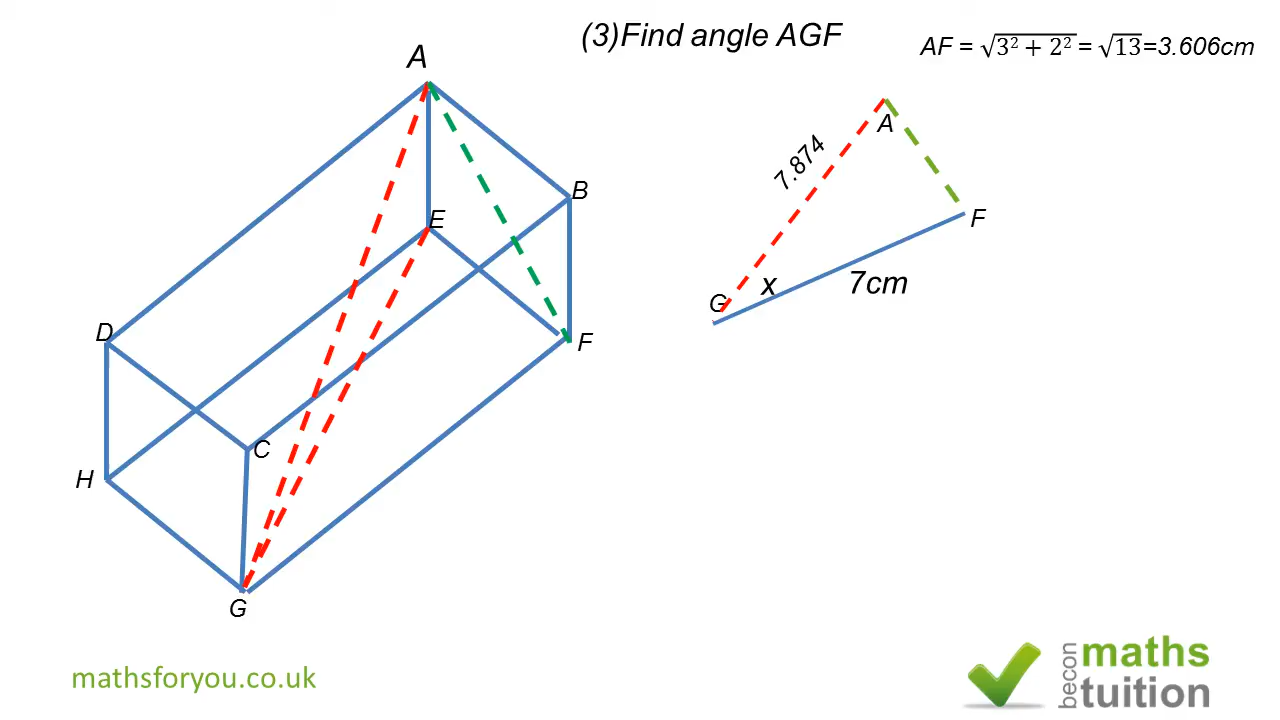 (3)Find angle AGF
AF = √3² + 2² = √13=3.606cm
A
A
7.874
B
F
E
G
x
7cm
D
F
C
H
G
mathsforyou.co.uk
becon
maths
tuition